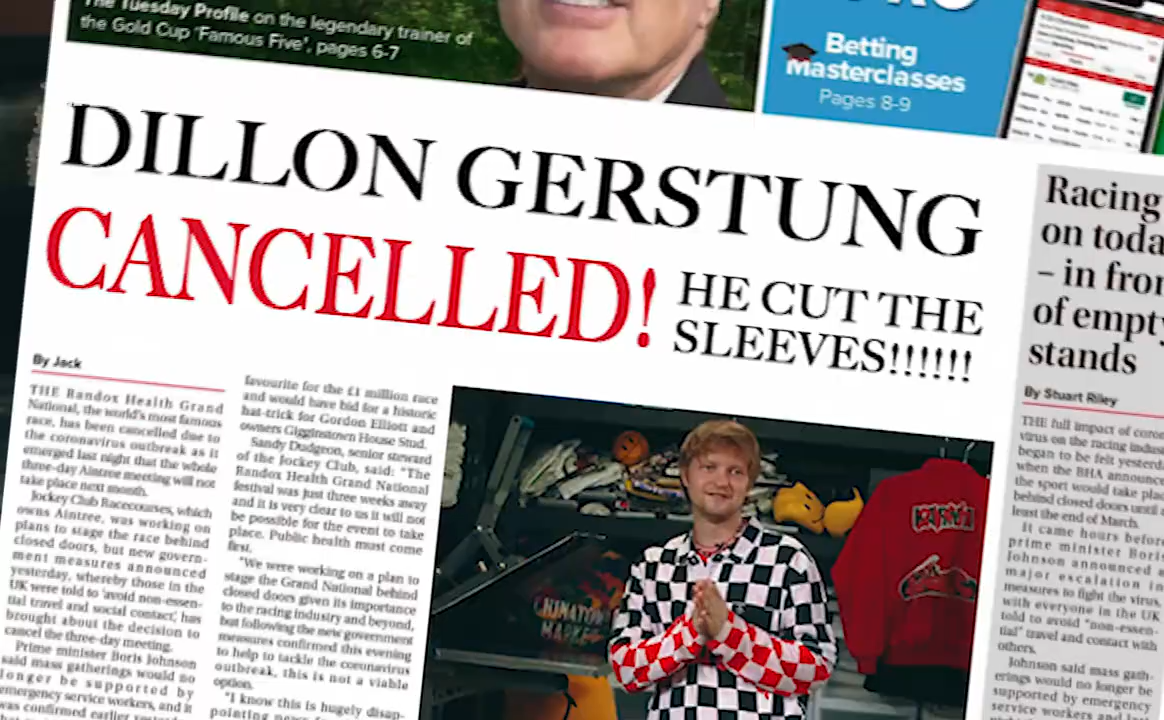 The Tuesday Profile on the legendary trainer of
the Gold Cup 'Famous Five', pages 6-7
Betting
Masterclasses
Pages 8-9
DILLON GERSTUNG
CANCELLED!
HE CUT THE
SLEEVES!!!!!!
By Jack
THE Randox Health Grand
National, the world's most famous
race, has been cancelled due to
the coronavirus outbreak as it
emerged last night that the whole
three-day Aintree meeting will not
take place next month.
Jockey Club Racecourses, which
owns Aintree, was working on
plans to stage the race behind
closed doors, but new govern-
ment measures announced
yesterday, whereby those in the
UK were told to 'avoid non-essen-
tial travel and social contact', has
brought about the decision to
cancel the three-day meeting.
Prime minister Boris Johnson
said mass gatherings would no
longer be supported by
emergency service workers, and it
was confirmed earlier yesterday
favourite for the £1 million race
and would have bid for a historic
hat-trick for Gordon Elliott and
owners Gigginstown House Stud.
Sandy Dudgeon, senior steward
of the Jockey Club, said: "The
Randox Health Grand National
festival was just three weeks away
and it is very clear to us it will not
be possible for the event to take
place. Public health must come
first.
"We were working on a plan to
stage the Grand National behind
closed doors given its importance
to the racing industry and beyond,
but following the new government
measures confirmed this evening
to help to tackle the coronavirus
outbreak, this is not a viable
option.
"I know this is hugely disap-
pointing news
CHINATOWN
MARKET
Racing
on toda
– in fron
of empty
stands
By Stuart Riley
THE full impact of coron
virus on the racing indus
began to be felt yesterd
when the BHA announce
the sport would take plac
behind closed doors until a
least the end of March.
It came hours before
prime minister Boris
Johnson announced a
major escalation in
measures to fight the virus,
with everyone in the UK
told to avoid "non-essen-
tial" travel and contact with
others.
Johnson said mass gath-
erings would no longer be
supported by emergency
service workers and